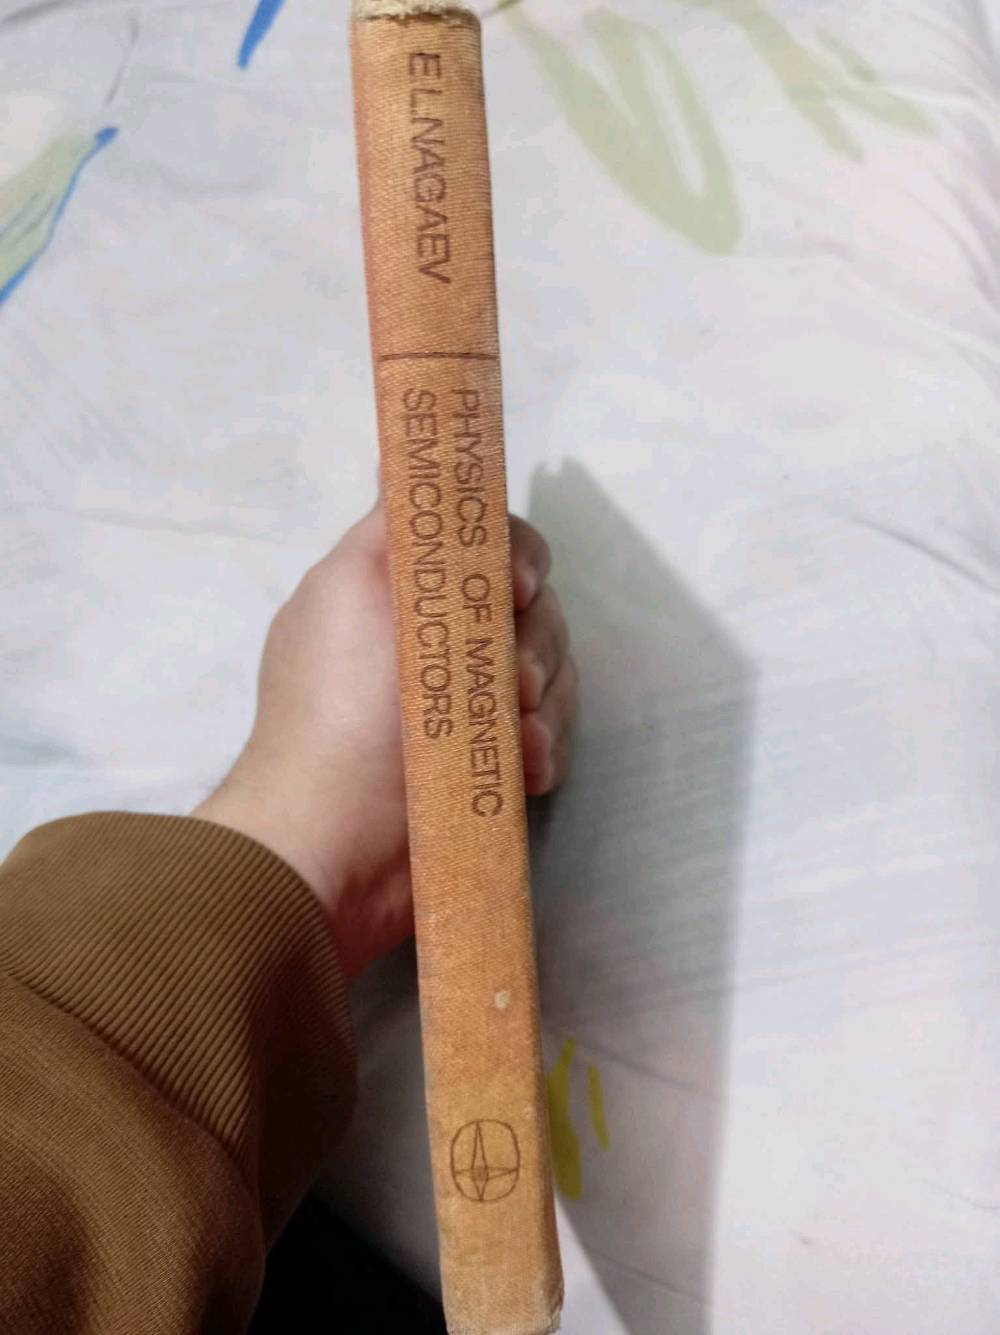 E.L.NAGAEV
PHYSICS OF MAGNETIC
SEMICONDUCTORS